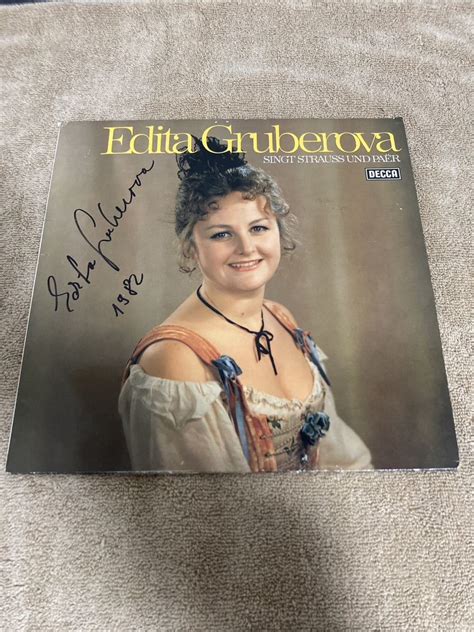 Edita Gruberova
SINGT STRAUSS UND PAËR
DECCA
Edita Gruberova
1982